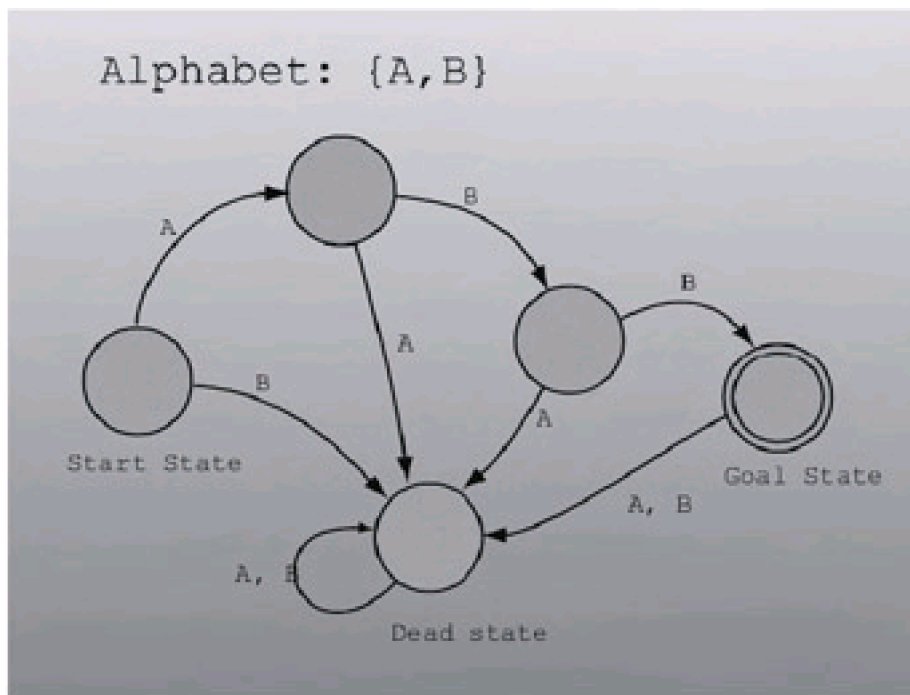 Alphabet: {A,B}
A
B
B
A
B
A
Start State
Goal State
A, B
A, B
Dead state